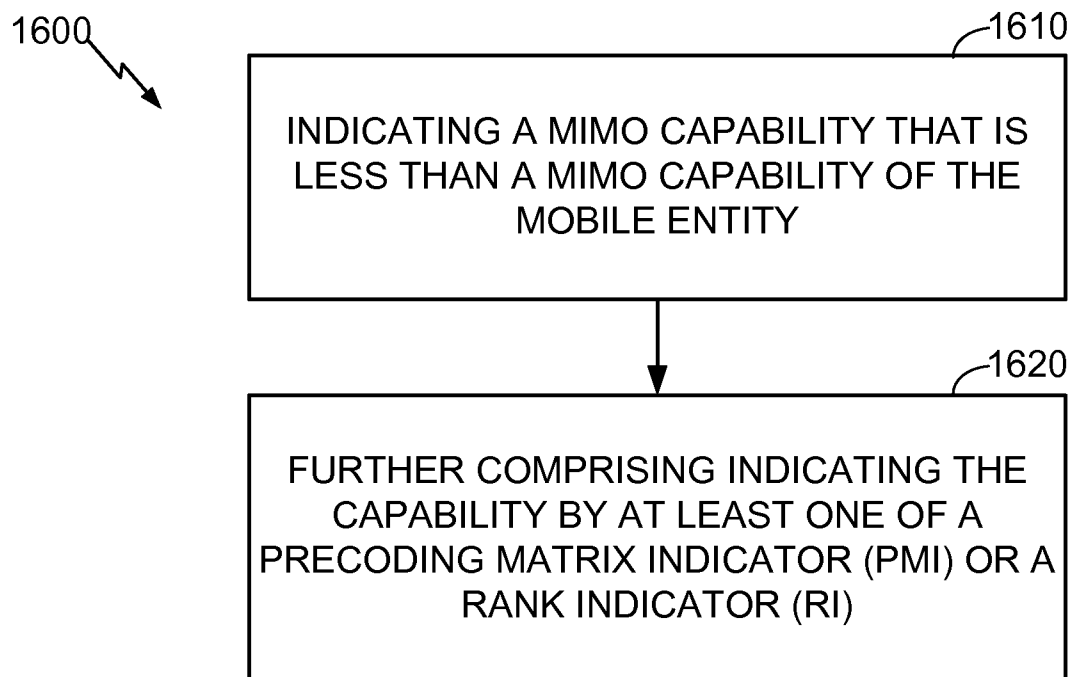 1600
1610
INDICATING A MIMO CAPABILITY THAT IS
LESS THAN A MIMO CAPABILITY OF THE
MOBILE ENTITY
1620
FURTHER COMPRISING INDICATING THE
CAPABILITY BY AT LEAST ONE OF A
PRECODING MATRIX INDICATOR (PMI) OR A
RANK INDICATOR (RI)